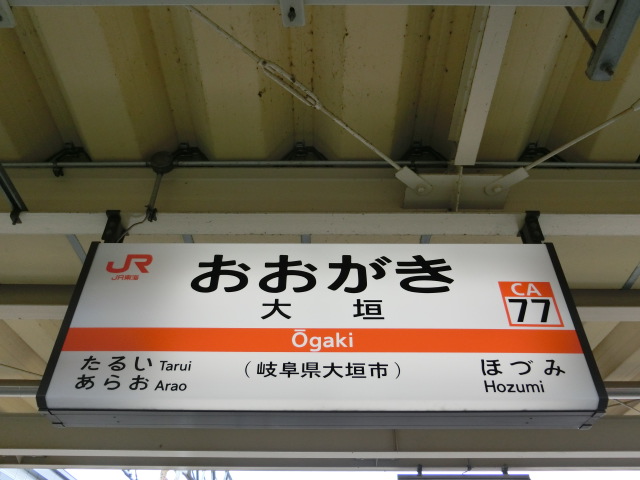 JR
JR東海
おおがき
大垣
CA
77
Ōgaki
たるい Tarui
あらお Arao
(岐阜県大垣市)
ほづみ
Hozumi